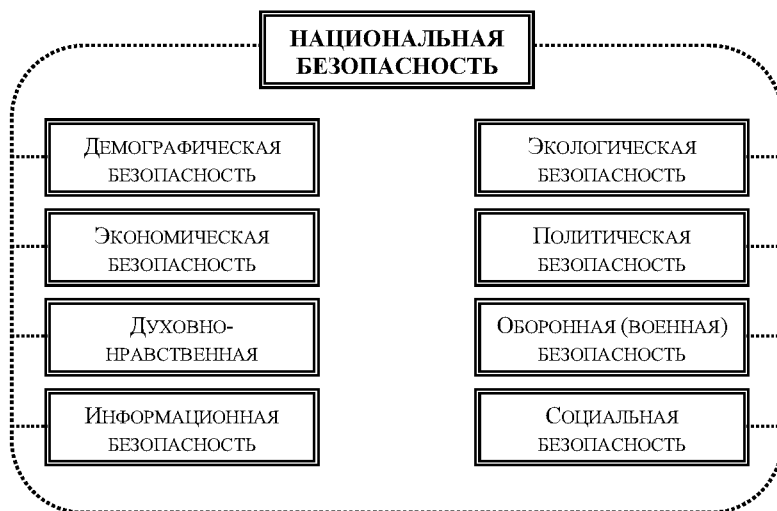 НАЦИОНАЛЬНАЯ
БЕЗОПАСНОСТЬ
ДЕМОГРАФИЧЕСКАЯ
БЕЗОПАСНОСТЬ
ЭКОНОМИЧЕСКАЯ
БЕЗОПАСНОСТЬ
ДУХОВНО-
НРАВСТВЕННАЯ
ИНФОРМАЦИОННАЯ
БЕЗОПАСНОСТЬ
ЭКОЛОГИЧЕСКАЯ
БЕЗОПАСНОСТЬ
ПОЛИТИЧЕСКАЯ
БЕЗОПАСНОСТЬ
ОБОРОННАЯ (ВОЕННАЯ)
БЕЗОПАСНОСТЬ
СОЦИАЛЬНАЯ
БЕЗОПАСНОСТЬ